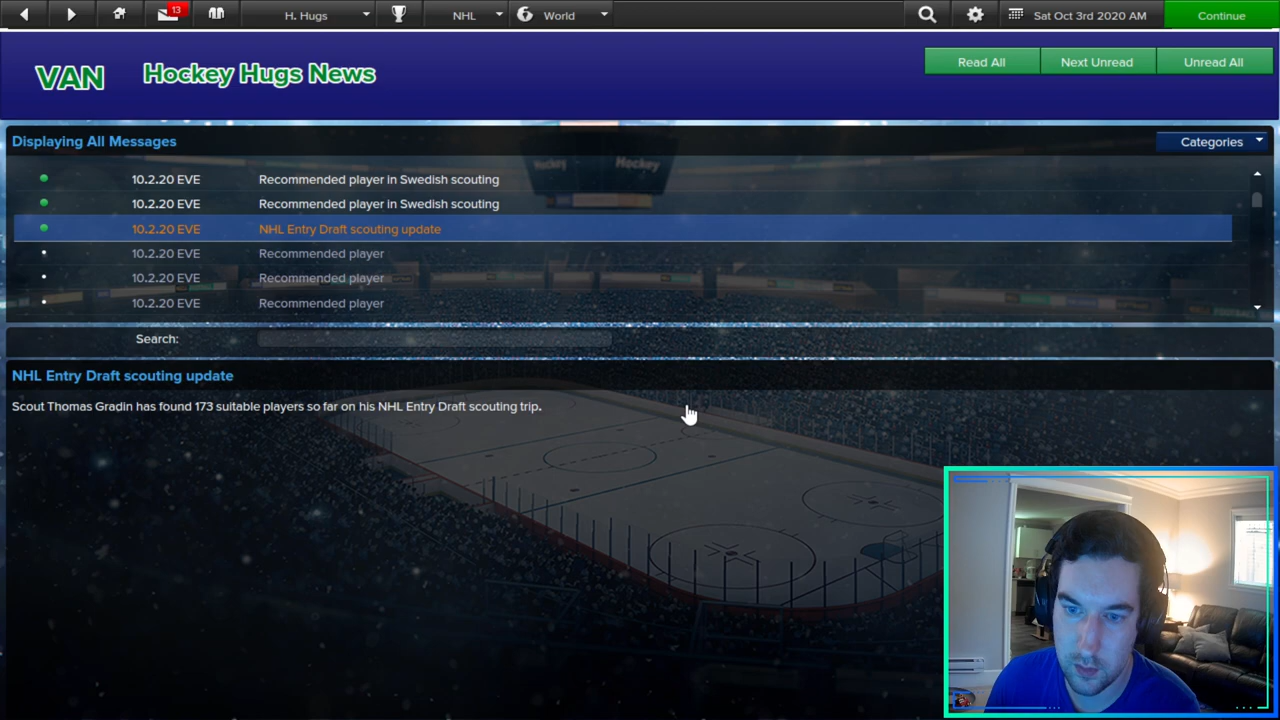 13
H. Hugs
NHL
World
Sat Oct 3rd 2020 AM
Continue
VAN
Hockey Hugs News
Read All
Next Unread
Unread All
Displaying All Messages
Categories
10.2.20 EVE Recommended player in Swedish scouting
10.2.20 EVE Recommended player in Swedish scouting
10.2.20 EVE NHL Entry Draft scouting update
10.2.20 EVE Recommended player
10.2.20 EVE Recommended player
10.2.20 EVE Recommended player
Search:
NHL Entry Draft scouting update
Scout Thomas Gradin has found 173 suitable players so far on his NHL Entry Draft scouting trip.
Hockey
Hockey